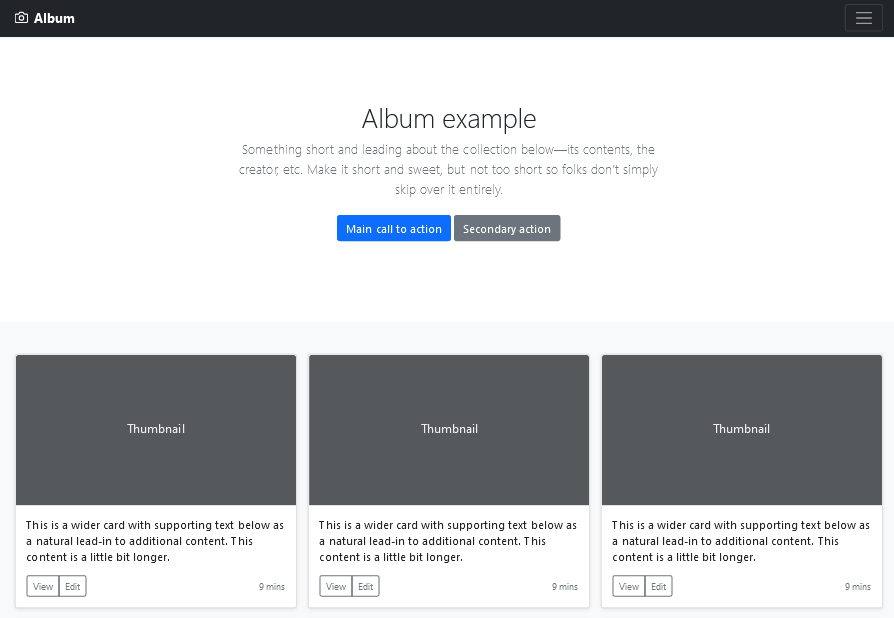 Album
Album example
Something short and leading about the collection below—its contents, the
creator, etc. Make it short and sweet, but not too short so folks don't simply
skip over it entirely.
Main call to action Secondary action
Thumbnail Thumbnail Thumbnail
This is a wider card with supporting text below as
a natural lead-in to additional content. This
content is a little bit longer.
View Edit 9 mins
This is a wider card with supporting text below as
a natural lead-in to additional content. This
content is a little bit longer.
View Edit 9 mins
This is a wider card with supporting text below as
a natural lead-in to additional content. This
content is a little bit longer.
View Edit 9 mins